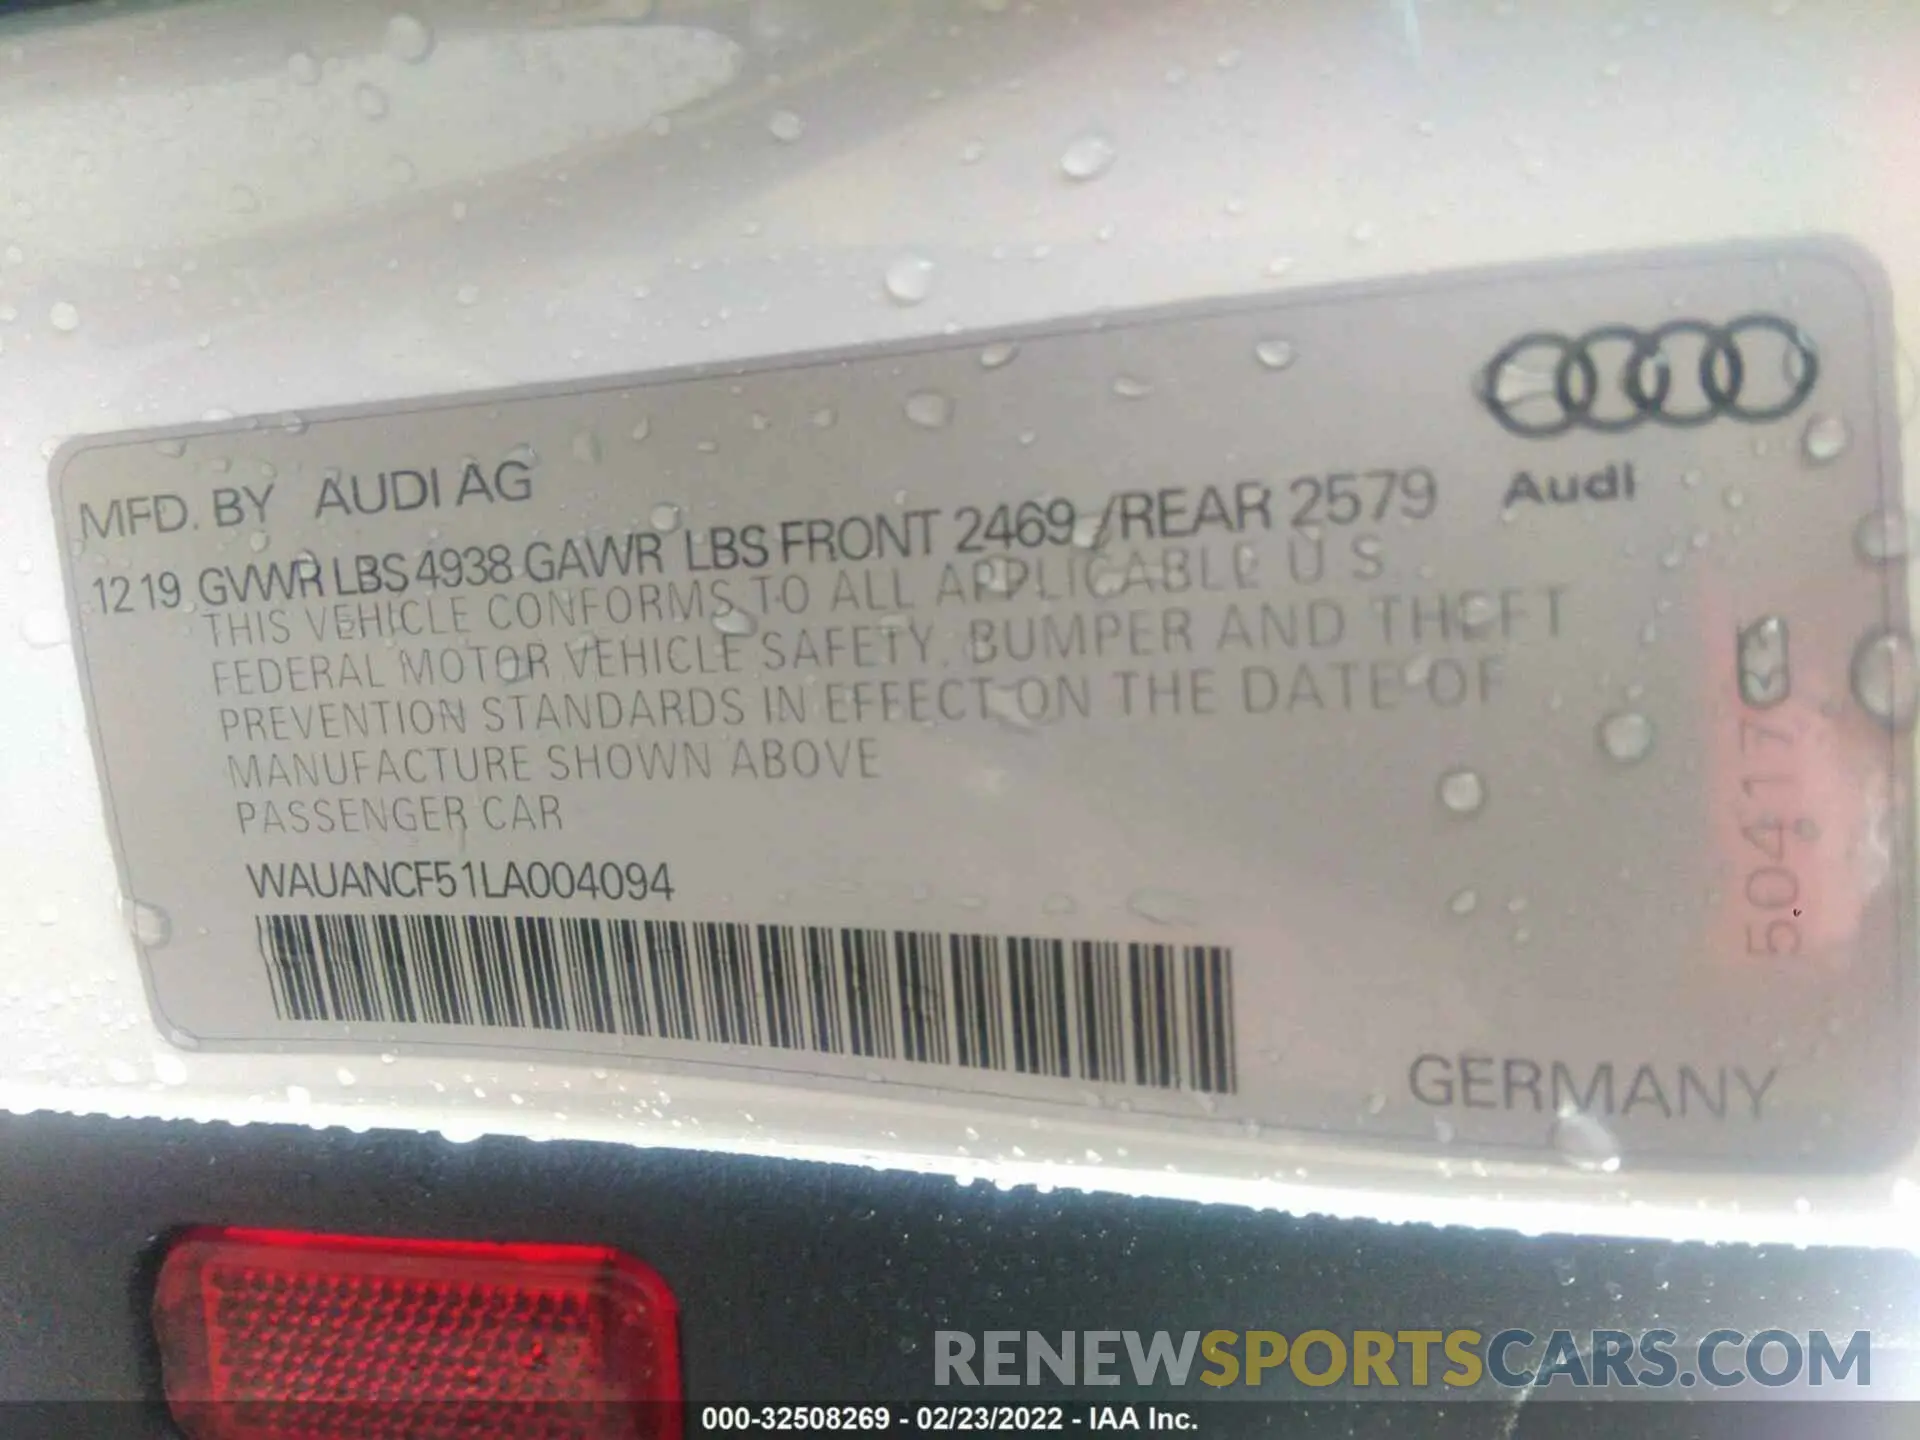 Audi
MFD. BY AUDI AG
12 19 GVWR LBS 4938 GAWR LBS FRONT 2469 /REAR 2579
THIS VEHICLE CONFORMS TO ALL APPLICABLE U S
FEDERAL MOTOR VEHICLE SAFETY, BUMPER AND THEFT
PREVENTION STANDARDS IN EFFECT ON THE DATE OF
MANUFACTURE SHOWN ABOVE
PASSENGER CAR
WAUANCF51LA004094
GERMANY
RENEWSPORTSCARS.COM
000-32508269 - 02/23/2022 - IAA Inc.